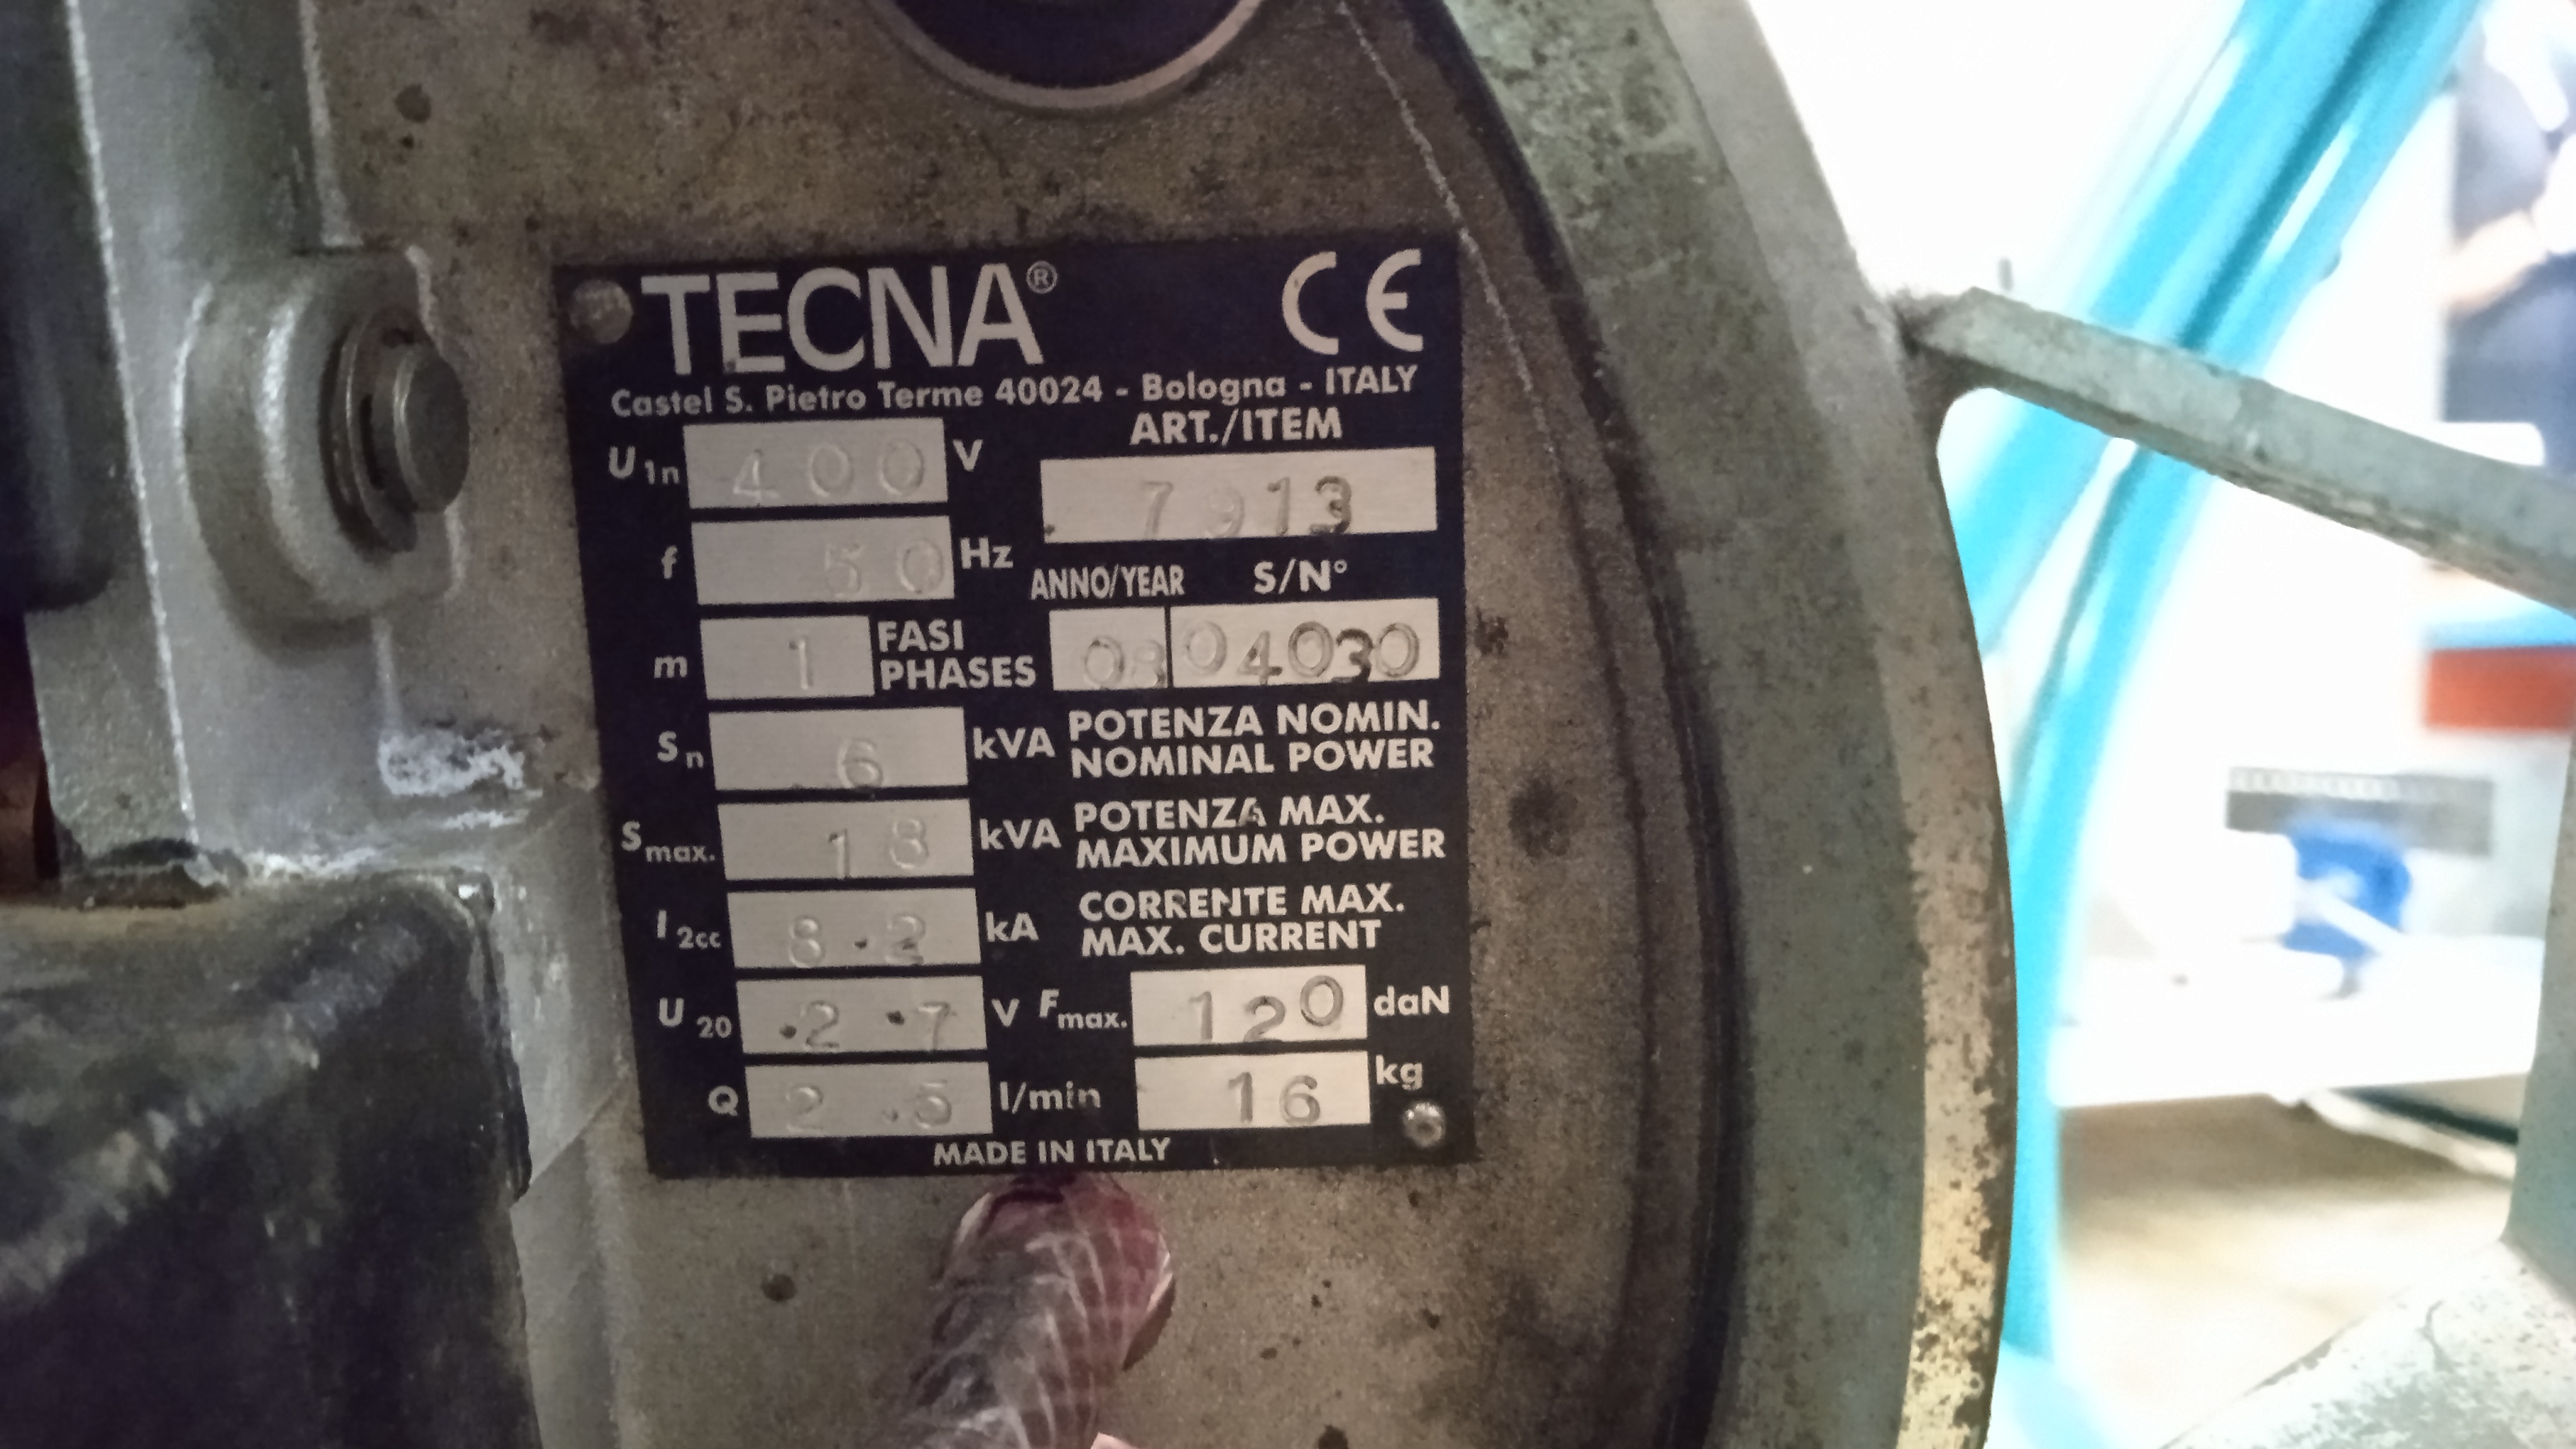 TECNA® CE
Castel S. Pietro Terme 40024 - Bologna - ITALY
ART./ITEM
U1n 400 V
7913
f 50 Hz
ANNO/YEAR S/N°
m 1 FASI PHASES
04030
Sn 6 kVA POTENZA NOMIN.
NOMINAL POWER
Smax. 18 kVA POTENZA MAX.
MAXIMUM POWER
I2cc 8.2 kA CORRENTE MAX.
MAX. CURRENT
U20 2.7 V Fmax. 120 daN
Q 2.5 l/min 16 kg
MADE IN ITALY